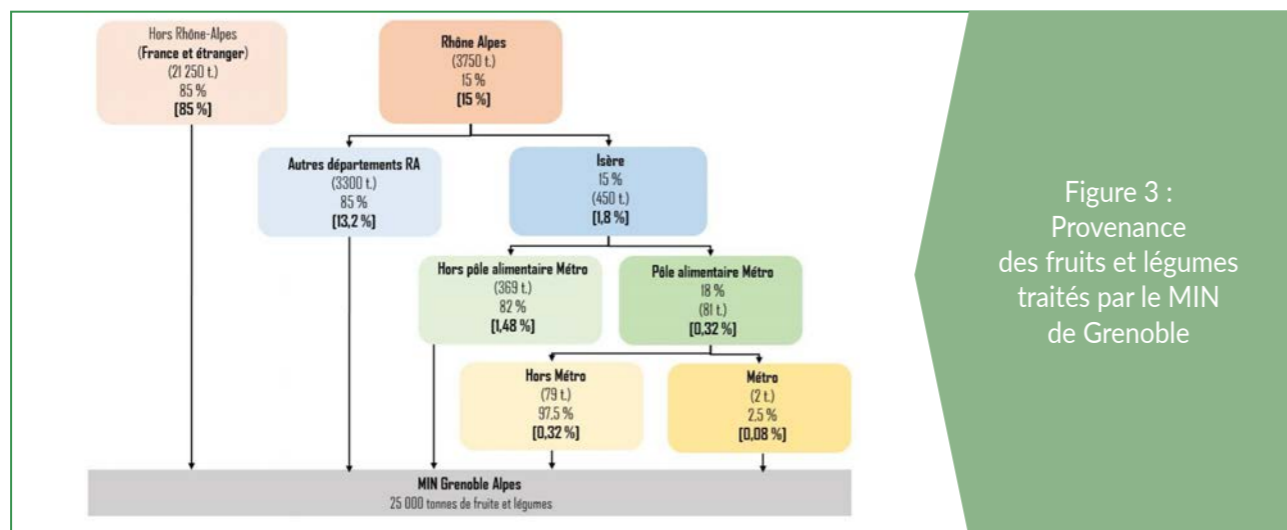 Hors Rhône-Alpes
(France et étranger)
(21 250 t.)
85 %
[85 %]
Rhône Alpes
(3750 t.)
15 %
[15 %]
Autres départements RA
(3300 t.)
85 %
[13,2 %]
Isère
15 %
(450 t.)
[1,8 %]
Hors pôle alimentaire Métro
(369 t.)
82 %
[1,48 %]
Pôle alimentaire Métro
18 %
(81 t.)
[0,32 %]
Hors Métro
(79 t.)
97,5 %
[0,32 %]
Métro
(2 t.)
2,5 %
[0,08 %]
MIN Grenoble Alpes
25 000 tonnes de fruite et légumes
Figure 3 :
Provenance
des fruits et légumes
traités par le MIN
de Grenoble